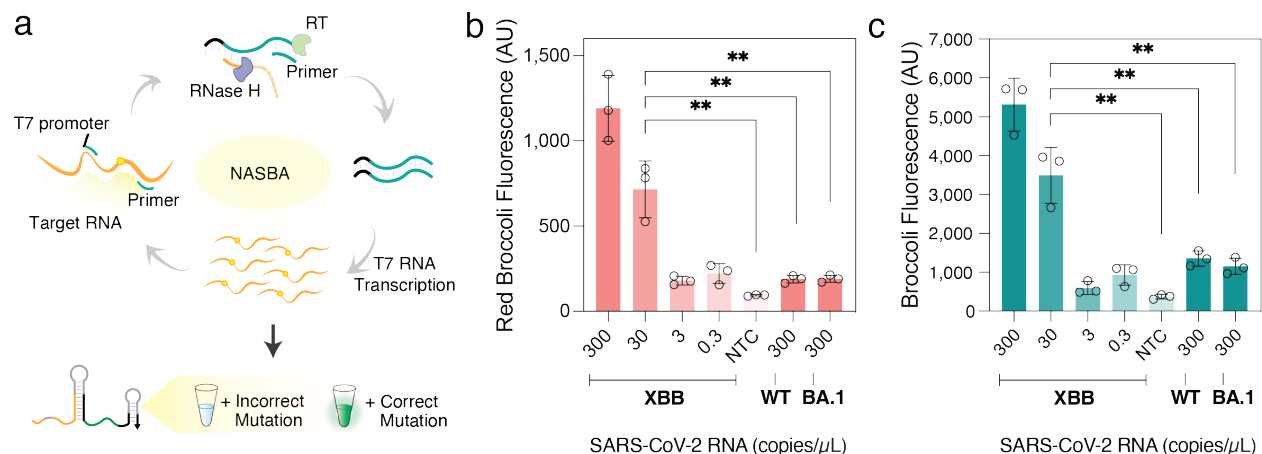 a
RT
Primer
RNase H
T7 promoter
NASBA
Primer
Target RNA
T7 RNA
Transcription
+ Incorrect
Mutation
+ Correct
Mutation
b
Red Broccoli Fluorescence (AU)
1,500
1,000
500
0
**
**
**
300
30
3
0.3
NTC
300
300
XBB
WT
BA.1
SARS-CoV-2 RNA (copies/µL)
c
Broccoli Fluorescence (AU)
7,000
6,000
5,000
4,000
3,000
2,000
1,000
0
**
**
**
300
30
3
0.3
NTC
300
300
XBB
WT
BA.1
SARS-CoV-2 RNA (copies/µL)